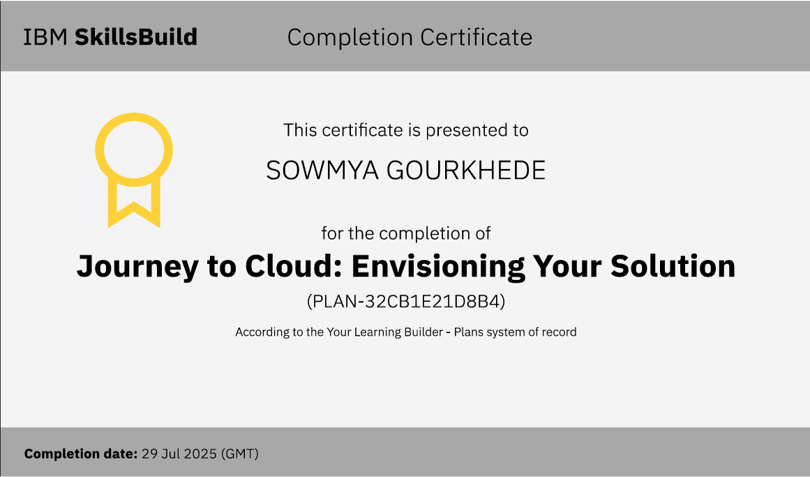 IBM SkillsBuild
Completion Certificate
This certificate is presented to
SOWMYA GOURKHEDE
for the completion of
Journey to Cloud: Envisioning Your Solution
(PLAN-32CB1E21D8B4)
According to the Your Learning Builder - Plans system of record
Completion date: 29 Jul 2025 (GMT)